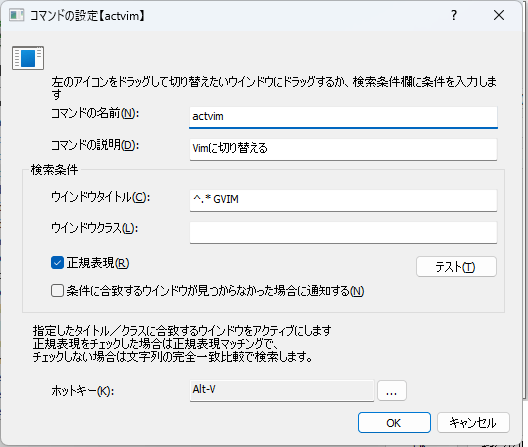 コマンドの設定【actvim】
左のアイコンをドラッグして切り替えたいウインドウにドラッグするか、検索条件欄に条件を入力しま
す
コマンドの名前(N): actvim
コマンドの説明(D): Vimに切り替える
検索条件
ウインドウタイトル(C): ^.* GVIM
ウインドウクラス(L):
正規表現(R) テスト(T)
条件に合致するウインドウが見つからなかった場合に通知する(N)
指定したタイトル/クラスに合致するウインドウをアクティブにします
正規表現をチェックした場合は正規表現マッチングで、
チェックしない場合は文字列の完全一致比較で検索します。
ホットキー(K): Alt-V ...
OK キャンセル